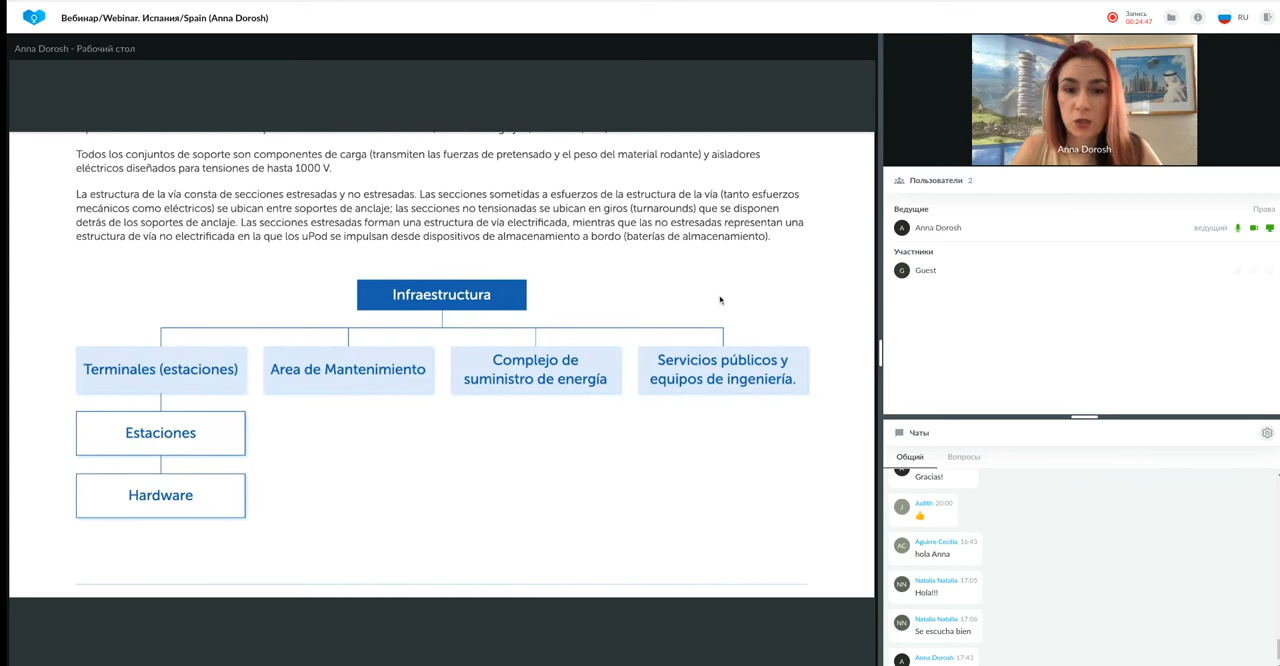 Вебинар/Webinar. Испания/Spain (Anna Dorosh)
Запись
00:24:47
RU
Anna Dorosh - Рабочий стол
Todos los conjuntos de soporte son componentes de carga (transmiten las fuerzas de pretensado y el peso del material rodante) y aisladores
eléctricos diseñados para tensiones de hasta 1000 V.
La estructura de la vía consta de secciones estresadas y no estresadas. Las secciones sometidas a esfuerzos de la estructura de la vía (tanto esfuerzos
mecánicos como eléctricos) se ubican entre soportes de anclaje; las secciones no tensionadas se ubican en giros (turnarounds) que se disponen
detrás de los soportes de anclaje. Las secciones estresadas forman una estructura de vía electrificada, mientras que las no estresadas representan una
estructura de vía no electrificada en la que los uPod se impulsan desde dispositivos de almacenamiento a bordo (baterías de almacenamiento).
Infraestructura
Terminales (estaciones)
Area de Mantenimiento
Complejo de
suministro de energía
Servicios públicos y
equipos de ingeniería.
Estaciones
Hardware
Anna Dorosh
Пользователи 2
Ведущие
Права
A
Anna Dorosh
ведущий
Участники
G
Guest
Чаты
Общий
Вопросы
Gracias!
J
Judith 20:00
AC
Aguirre Cecilia 16:43
hola Anna
NN
Natalia Natalia 17:05
Hola!!!
NN
Natalia Natalia 17:06
Se escucha bien
A
Anna Dorosh 17:43